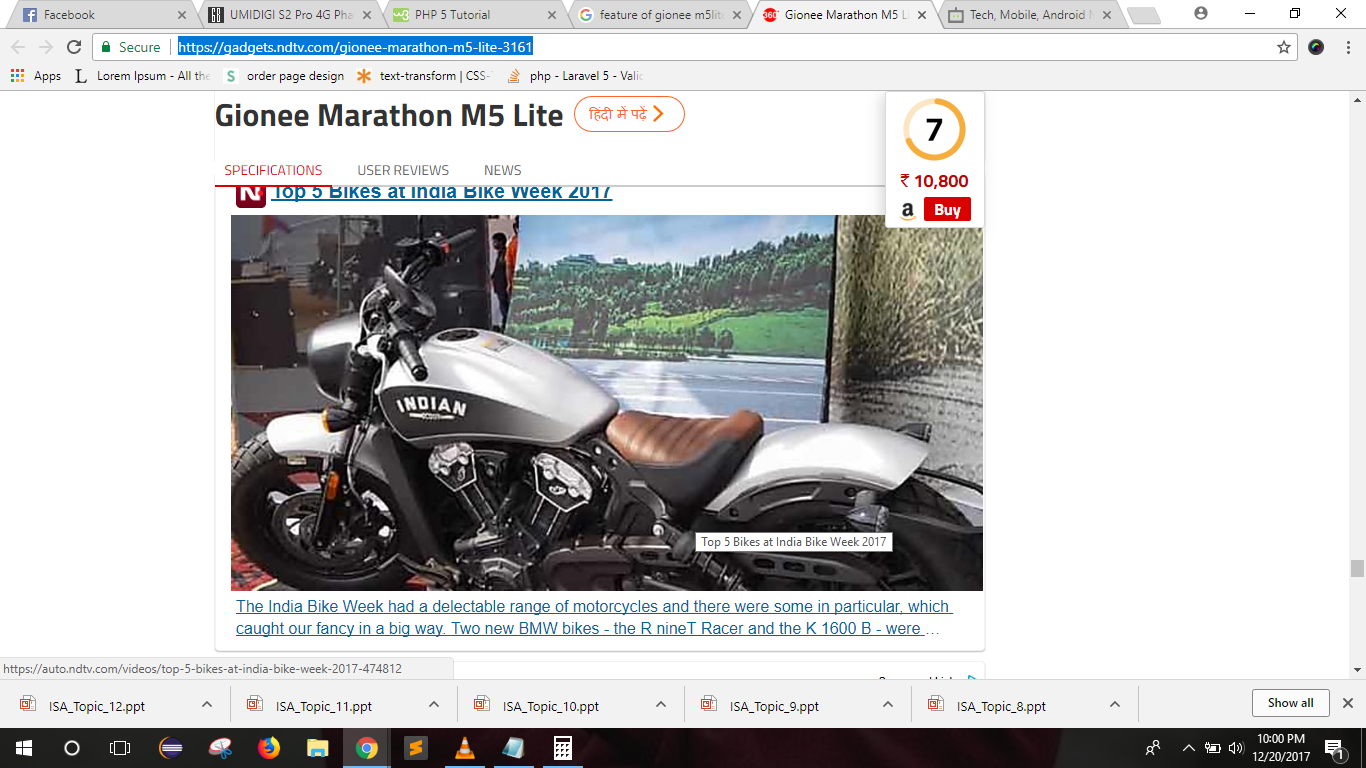 Facebook
UMIDIGI S2 Pro 4G Pha
PHP 5 Tutorial
feature of gionee m5lit
360
Gionee Marathon M5 L
Tech, Mobile, Android N
Secure
https://gadgets.ndtv.com/gionee-marathon-m5-lite-3161
Apps
Lorem Ipsum - All the
order page design
text-transform | CSS-
php - Laravel 5 - Valid
Gionee Marathon M5 Lite
हिंदी में पढ़ें
7
SPECIFICATIONS
USER REVIEWS
NEWS
₹ 10,800
a
Buy
Top 5 Bikes at India Bike Week 2017
INDIAN
SCOUT
Top 5 Bikes at India Bike Week 2017
The India Bike Week had a delectable range of motorcycles and there were some in particular, which
caught our fancy in a big way. Two new BMW bikes - the R nineT Racer and the K 1600 B - were ...
https://auto.ndtv.com/videos/top-5-bikes-at-india-bike-week-2017-474812
ISA_Topic_12.ppt
ISA_Topic_11.ppt
ISA_Topic_10.ppt
ISA_Topic_9.ppt
ISA_Topic_8.ppt
Show all
10:00 PM
12/20/2017
1